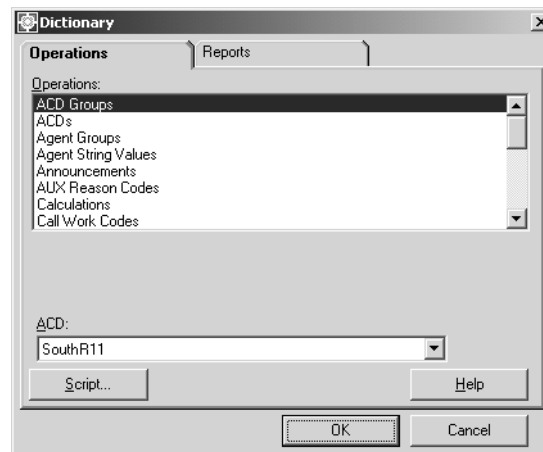 Dictionary
Operations
Reports
Operations:
ACD Groups
ACDs
Agent Groups
Agent String Values
Announcements
AUX Reason Codes
Calculations
Call Work Codes
ACD:
SouthR11
Script...
Help
OK
Cancel